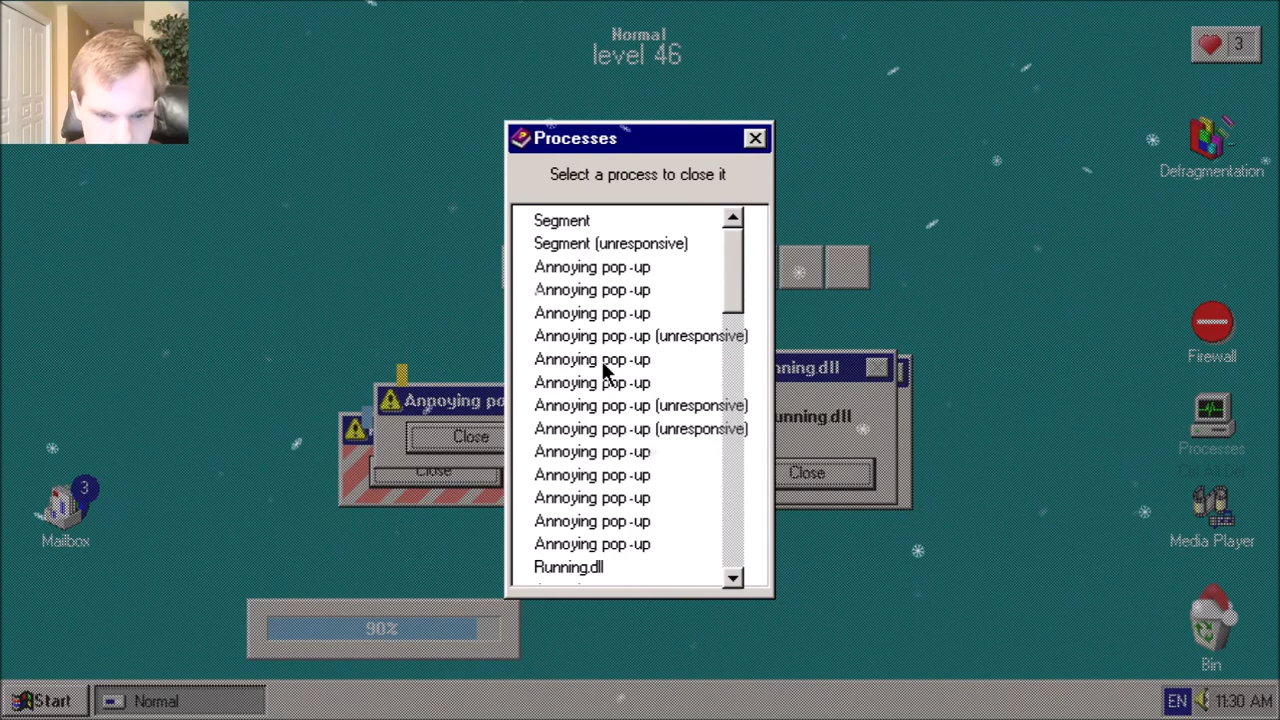 Normal
level 46
3
Defragmentation
Processes
Select a process to close it
Segment
Segment (unresponsive)
Annoying pop-up
Annoying pop-up
Annoying pop-up
Annoying pop-up (unresponsive)
Annoying pop-up
Annoying pop-up
Annoying pop-up (unresponsive)
Annoying pop-up (unresponsive)
Annoying pop-up
Annoying pop-up
Annoying pop-up
Annoying pop-up
Annoying pop-up
Running.dll
Annoying po
Close
Close
nning dll
unning dll
Close
90%
3
Mailbox
Firewall
Processes
Media Player
Bin
Start
Normal
EN
11:30 AM